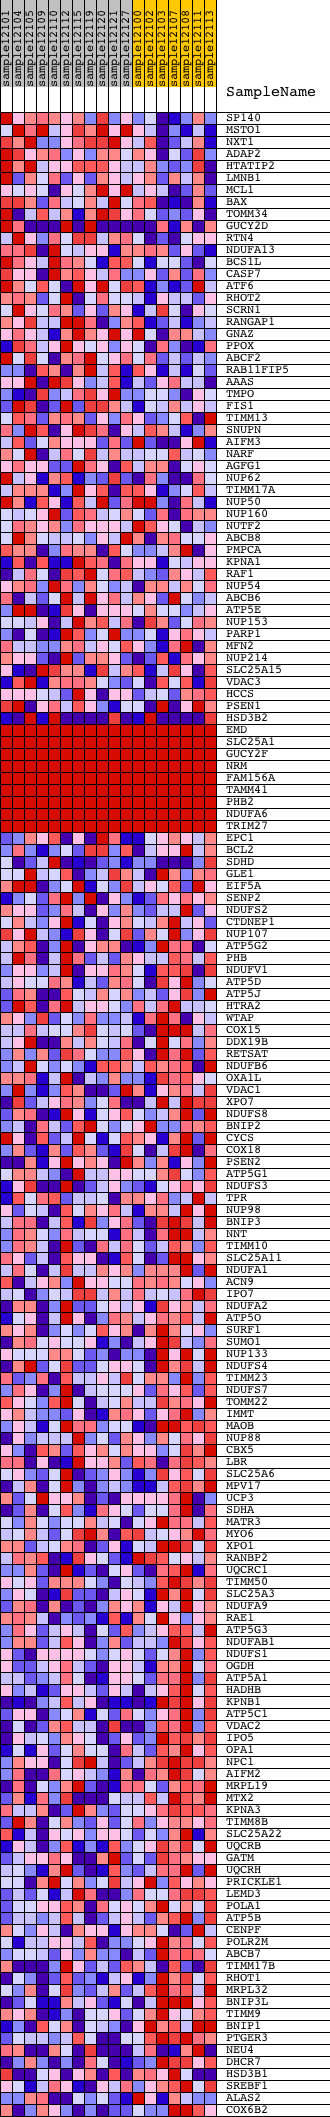 sample12101
sample12104
sample12105
sample12109
sample12110
sample12112
sample12115
sample12119
sample12120
sample12127
sample12100
sample12102
sample12103
sample12107
sample12108
sample12111
SampleName
SP140
MSTO1
NXT1
ADAP2
HTATIP2
LMNB1
MCL1
BAX
TOMM34
GUCY2D
RTN4
NDUFA13
BCS1L
CASP7
ATF6
RHOT2
SCRN1
RANGAP1
GNAZ
PPOX
ABCF2
RAB11FIP5
AAAS
TMPO
FIS1
TIMM13
SNUPN
AIFM3
NARF
AGFG1
NUP62
TIMM17A
NUP50
NUP160
NUTF2
ABCB8
PMPCA
KPNA1
RAF1
NUP54
ABCB6
ATP5E
NUP153
PARP1
MFN2
NUP214
SLC25A15
VDAC3
HCCS
PSEN1
HSD3B2
EMD
SLC25A1
GUCY2F
NRM
FAM156A
TAMM41
PHB2
NDUFA6
TRIM27
EPC1
BCL2
SDHD
GLE1
EIF5A
SENP2
NDUFS2
CTDNEP1
NUP107
ATP5G2
PHB
NDUFV1
ATP5D
ATP5J
HTRA2
WTAP
COX15
DDX19B
RETSAT
NDUFB6
OXA1L
VDAC1
XPO7
NDUFS8
BNIP2
CYCS
COX18
PSEN2
ATP5G1
NDUFS3
TPR
NUP98
BNIP3
NNT
TIMM10
SLC25A11
NDUFA1
ACN9
IPO7
NDUFA2
ATP5O
SURF1
SUMO1
NUP133
NDUFS4
TIMM23
NDUFS7
TOMM22
IMMT
MAOB
NUP88
CBX5
LBR
SLC25A6
MPV17
UCP3
SDHA
MATR3
MYO6
XPO1
RANBP2
UQCRC1
TIMM50
SLC25A3
NDUFA9
RAE1
ATP5G3
NDUFAB1
NDUFS1
OGDH
ATP5A1
HADHB
KPNB1
ATP5C1
VDAC2
IPO5
OPA1
NPC1
AIFM2
MRPL19
MTX2
KPNA3
TIMM8B
SLC25A22
UQCRB
GATM
UQCRH
PRICKLE1
LEMD3
POLA1
ATP5B
CENPF
POLR2M
ABCB7
TIMM17B
RHOT1
MRPL32
BNIP3L
TIMM9
BNIP1
PTGER3
NEU4
DHCR7
HSD3B1
SREBF1
ALAS2
COX6B2